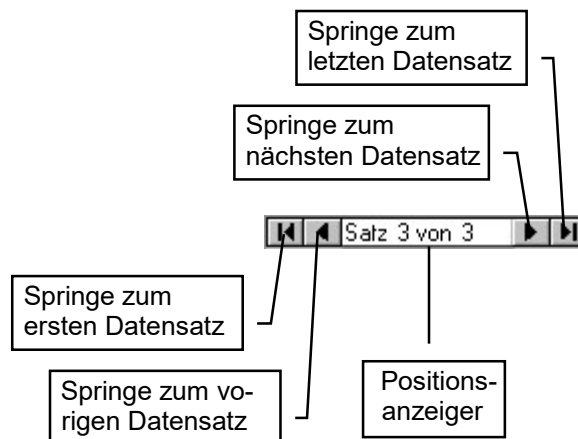 Springe zum
letzten Datensatz
Springe zum
nächsten Datensatz
Satz 3 von 3
Springe zum
ersten Datensatz
Springe zum vo-
rigen Datensatz
Positions-
anzeiger